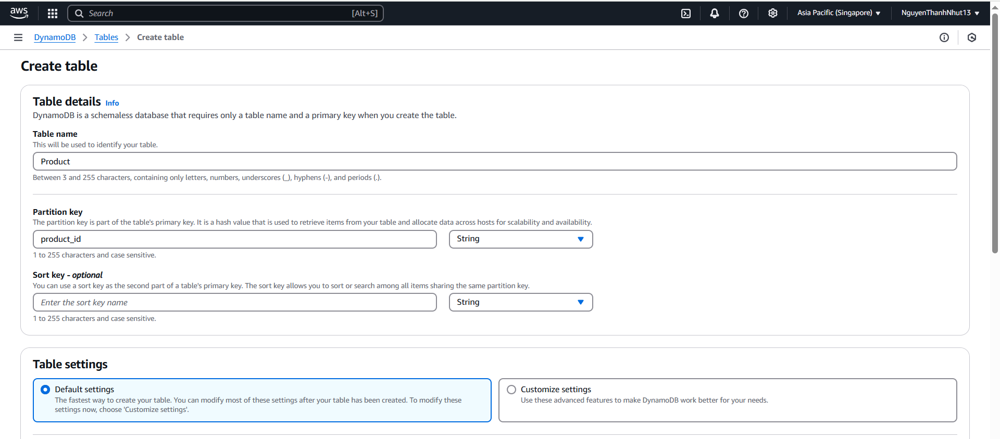 aws
Search [Alt+S]
Asia Pacific (Singapore)
NguyenThanhNhut13
DynamoDB
Tables
Create table
Create table
Table details Info
DynamoDB is a schemaless database that requires only a table name and a primary key when you create the table.
Table name
This will be used to identify your table.
Product
Between 3 and 255 characters, containing only letters, numbers, underscores (_), hyphens (-), and periods (.).
Partition key
The partition key is part of the table's primary key. It is a hash value that is used to retrieve items from your table and allocate data across hosts for scalability and availability.
product_id
String
1 to 255 characters and case sensitive.
Sort key - optional
You can use a sort key as the second part of a table's primary key. The sort key allows you to sort or search among all items sharing the same partition key.
Enter the sort key name
String
1 to 255 characters and case sensitive.
Table settings
Default settings
The fastest way to create your table. You can modify most of these settings after your table has been created. To modify these
settings now, choose 'Customize settings'.
Customize settings
Use these advanced features to make DynamoDB work better for your needs.